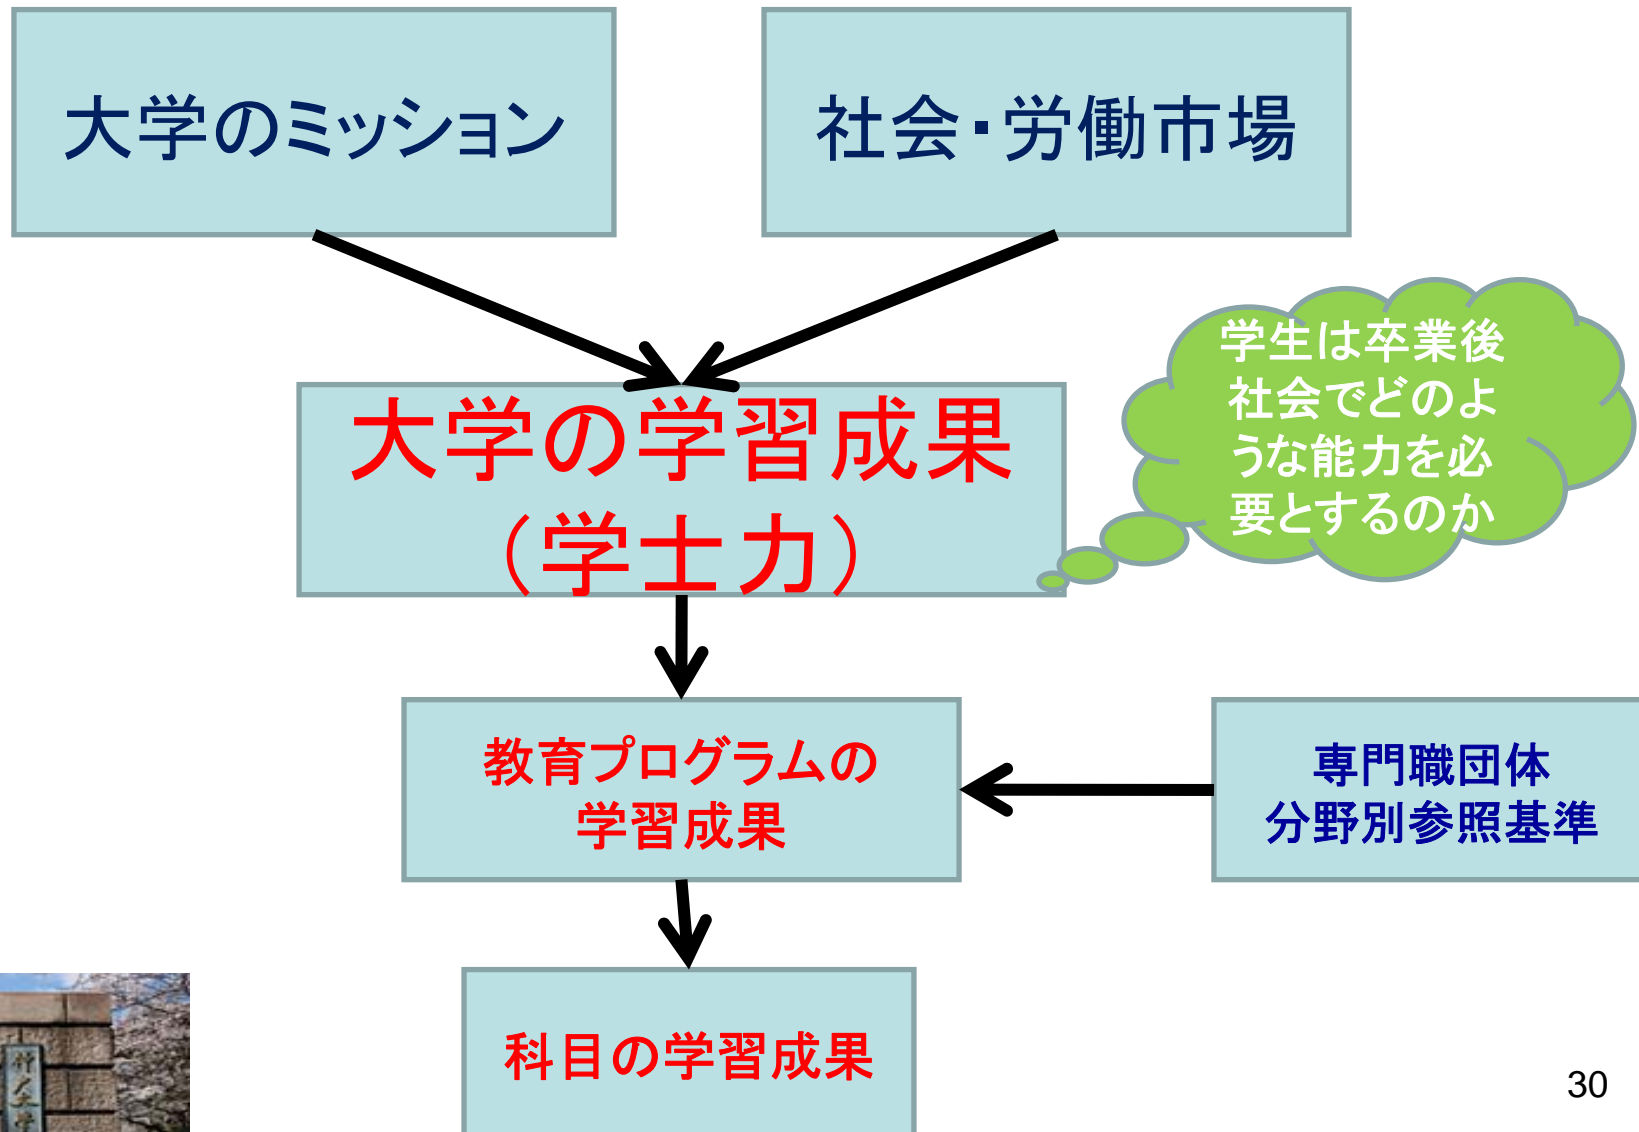 大学のミッション
社会・労働市場
学生は卒業後
社会でどのよ
うな能力を必
要とするのか
大学の学習成果
（学士力）
教育プログラムの
学習成果
専門職団体
分野別参照基準
科目の学習成果
30